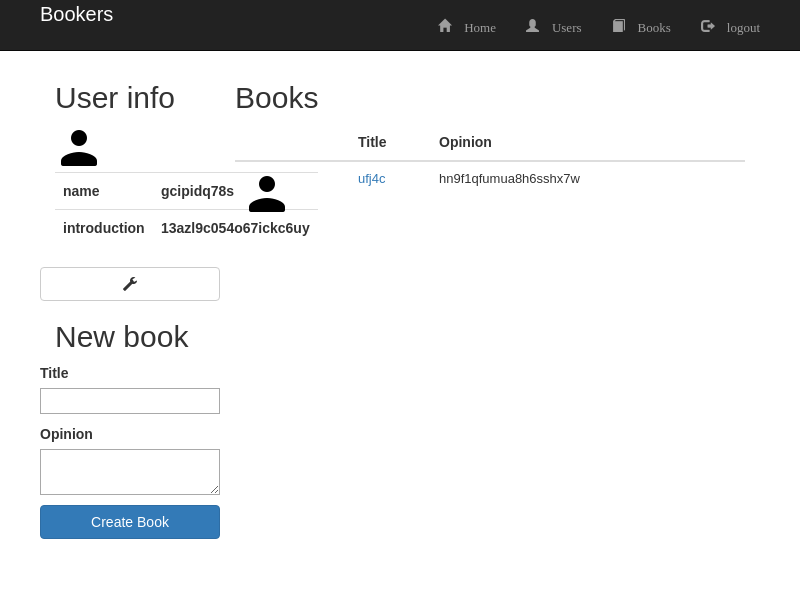 Bookers
Home Users Books logout
User info
name gcipidq78s
introduction 13azl9c054o67ickc6uy
New book
Title
Opinion
Create Book
Books
Title Opinion
ufj4c hn9f1qfumua8h6sshx7w